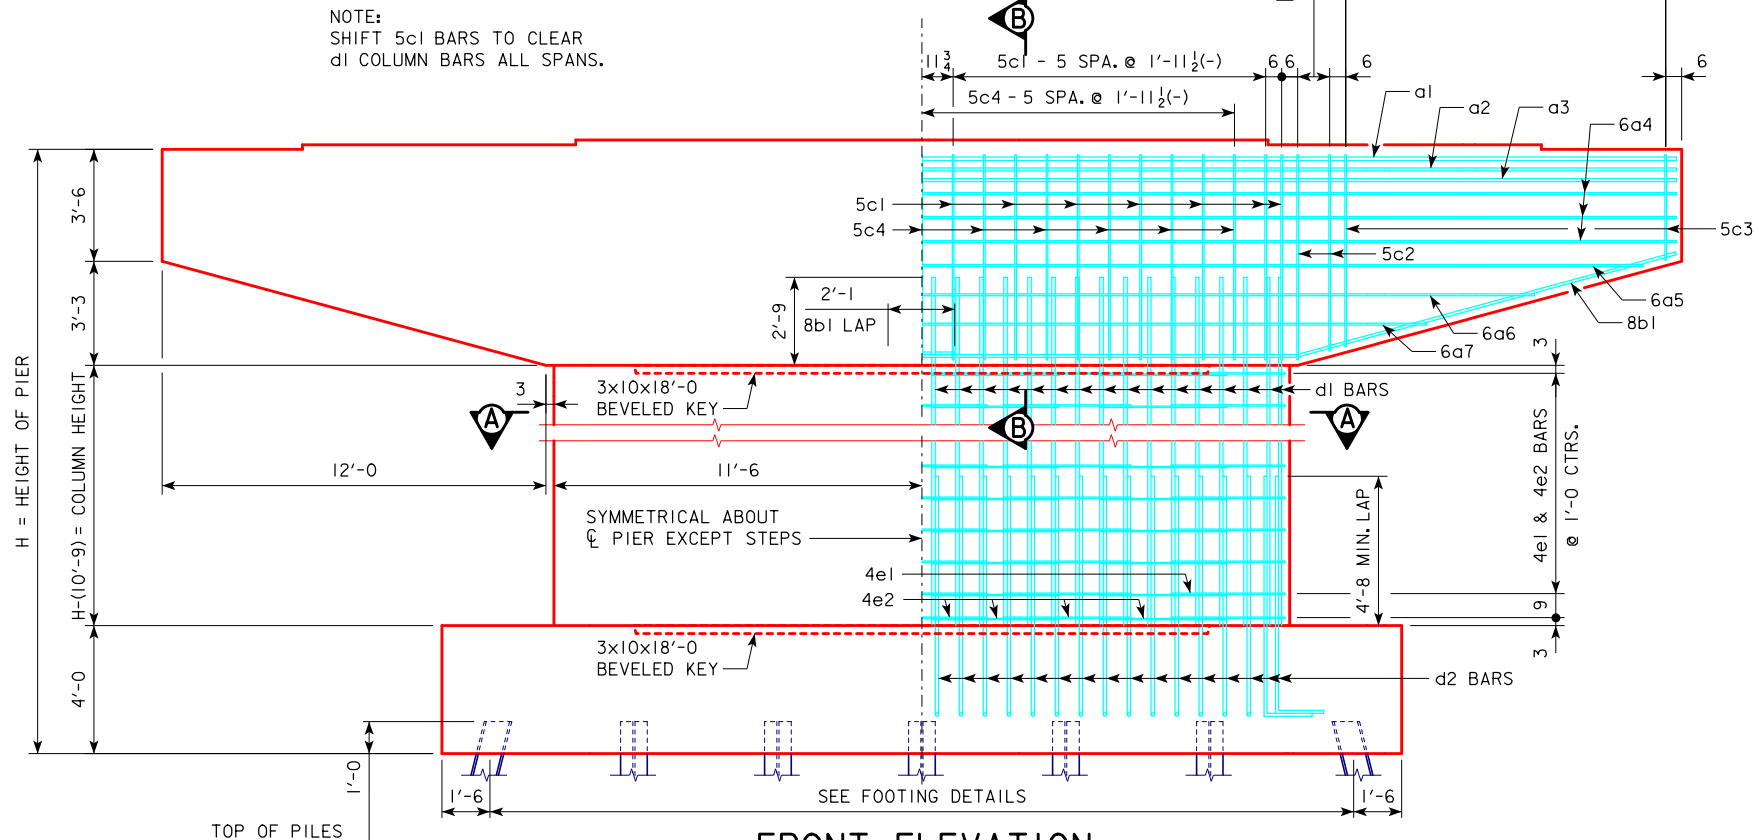 NOTE:
SHIFT 5c1 BARS TO CLEAR
d1 COLUMN BARS ALL SPANS.
B
11 3/4
5c1 - 5 SPA. @ 1'-11 1/2(-)
6 6
6
6
5c4 - 5 SPA. @ 1'-11 1/2(-)
a1
a2
a3
6a4
5c1
5c4
5c3
5c2
6a5
8b1
6a6
6a7
3'-6
3'-3
2'-9
2'-1
8b1 LAP
H = HEIGHT OF PIER
H-(10'-9) = COLUMN HEIGHT
4'-0
3
3x10x18'-0
BEVELED KEY
d1 BARS
3
A
B
A
12'-0
11'-6
4e1 & 4e2 BARS
@ 1'-0 CTRS.
SYMMETRICAL ABOUT
℄ PIER EXCEPT STEPS
4'-8 MIN. LAP
4e1
4e2
9
3
3x10x18'-0
BEVELED KEY
d2 BARS
1'-0
1'-6
SEE FOOTING DETAILS
1'-6
TOP OF PILES
FRONT ELEVATION